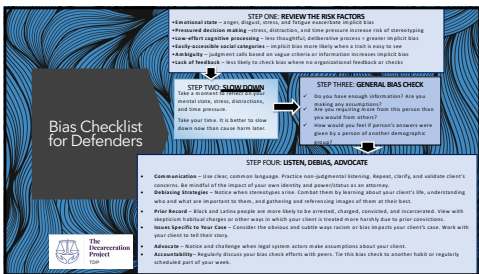 Bias Checklist
for Defenders
STEP ONE: REVIEW THE RISK FACTORS
•Emotional state – anger, disgust, stress, and fatigue exacerbate implicit bias
•Pressured decision making –stress, distraction, and time pressure increase risk of stereotyping
•Low-effort cognitive processing – less thoughtful, deliberative process = greater implicit bias
•Easily-accessible social categories – implicit bias more likely when a trait is easy to see
•Ambiguity – judgment calls based on vague criteria or information increases implicit bias
•Lack of feedback – less likely to check bias where no organizational feedback or checks
STEP TWO: SLOW DOWN
Take a moment to reflect on your
mental state, stress, distractions,
and time pressure.
Take your time. It is better to slow
down now than cause harm later.
STEP THREE: GENERAL BIAS CHECK
✓ Do you have enough information? Are you
making any assumptions?
✓ Are you requiring more from this person than
you would from others?
✓ How would you feel if person's answers were
given by a person of another demographic
group?
STEP FOUR: LISTEN, DEBIAS, ADVOCATE
• Communication – Use clear, common language. Practice non-judgmental listening. Repeat, clarify, and validate client's
concerns. Be mindful of the impact of your own identity and power/status as an attorney.
• Debiasing Strategies – Notice when stereotypes arise. Combat them by learning about your client's life, understanding
who and what are important to them, and gathering and referencing images of them at their best.
• Prior Record – Black and Latinx people are more likely to be arrested, charged, convicted, and incarcerated. View with
skepticism habitual charges or other ways in which your client is treated more harshly due to prior convictions.
• Issues Specific to Your Case – Consider the obvious and subtle ways racism or bias impacts your client's case. Work with
your client to tell their story.
• Advocate – Notice and challenge when legal system actors make assumptions about your client.
• Accountability– Regularly discuss your bias check efforts with peers. Tie this bias check to another habit or regularly
scheduled part of your week.
The
Decarceration
Project
TDP